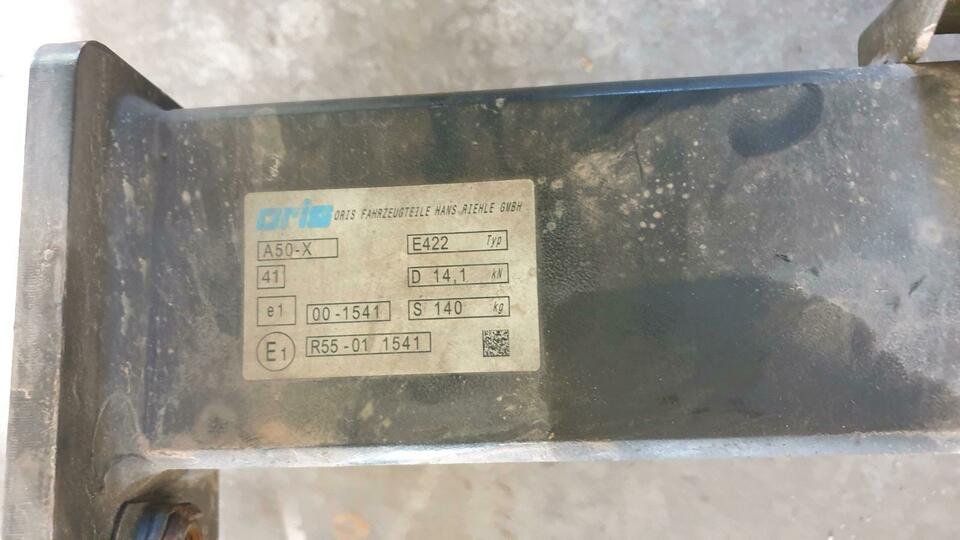 oris ORIS FAHRZEUGTEILE HANS RIEHLE GMBH
A50-X E422 Typ
41 D 14,1 kN
e1 00-1541 S 140 kg
E1 R55-01 1541